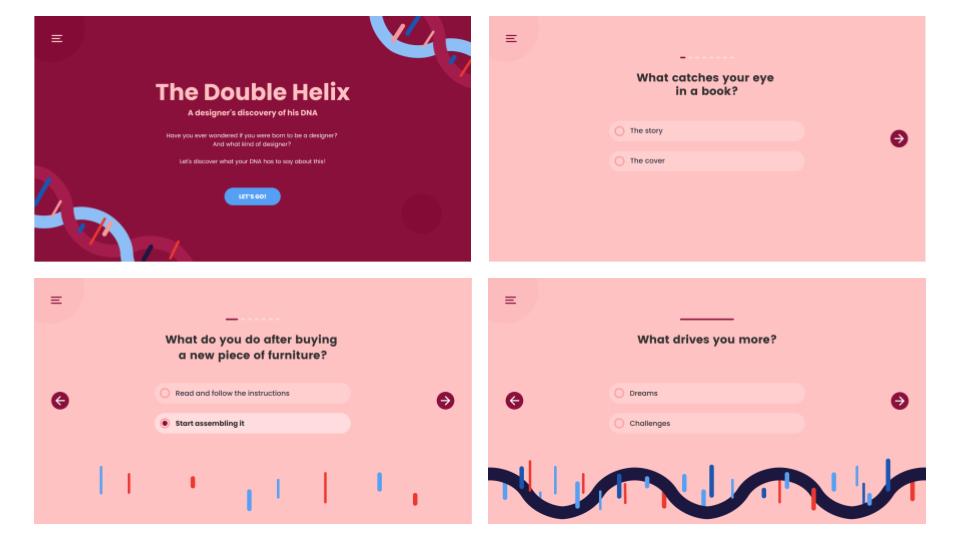 The Double Helix
A designer's discovery of his DNA
Have you ever wondered if you were born to be a designer?
And what kind of designer?
Let's discover what your DNA has to say about this!
LET'S GO!
What catches your eye
in a book?
The story
The cover
What do you do after buying
a new piece of furniture?
Read and follow the instructions
Start assembling it
What drives you more?
Dreams
Challenges